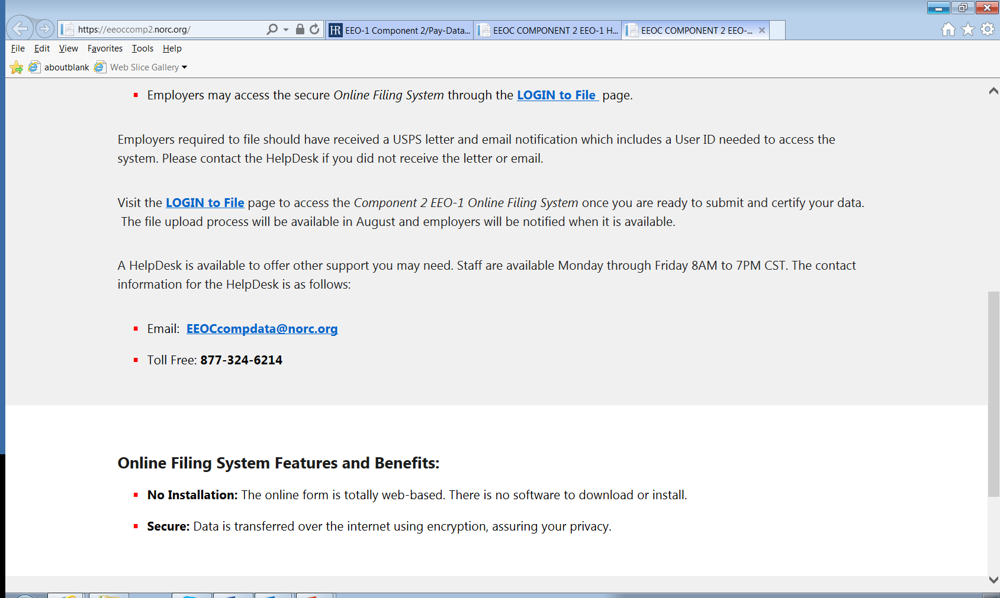 https://eeoccomp2.norc.org/
EEO-1 Component 2/Pay-Data...
EEOC COMPONENT 2 EEO-1 H...
EEOC COMPONENT 2 EEO-...
File Edit View Favorites Tools Help
aboutblank Web Slice Gallery
Employers may access the secure Online Filing System through the LOGIN to File page.
Employers required to file should have received a USPS letter and email notification which includes a User ID needed to access the
system. Please contact the HelpDesk if you did not receive the letter or email.
Visit the LOGIN to File page to access the Component 2 EEO-1 Online Filing System once you are ready to submit and certify your data.
The file upload process will be available in August and employers will be notified when it is available.
A HelpDesk is available to offer other support you may need. Staff are available Monday through Friday 8AM to 7PM CST. The contact
information for the HelpDesk is as follows:
Email: EEOCcompdata@norc.org
Toll Free: 877-324-6214
Online Filing System Features and Benefits:
No Installation: The online form is totally web-based. There is no software to download or install.
Secure: Data is transferred over the internet using encryption, assuring your privacy.